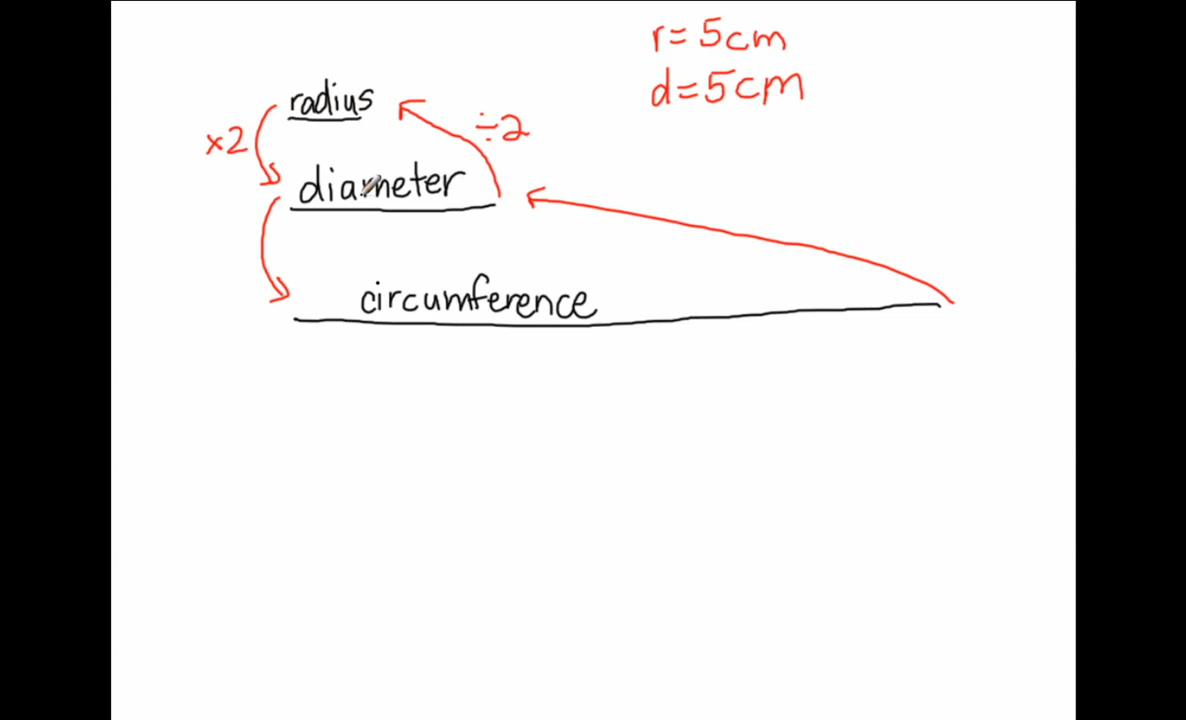 r= 5cm
d=5cm
radius
×2
÷2
diameter
circumference